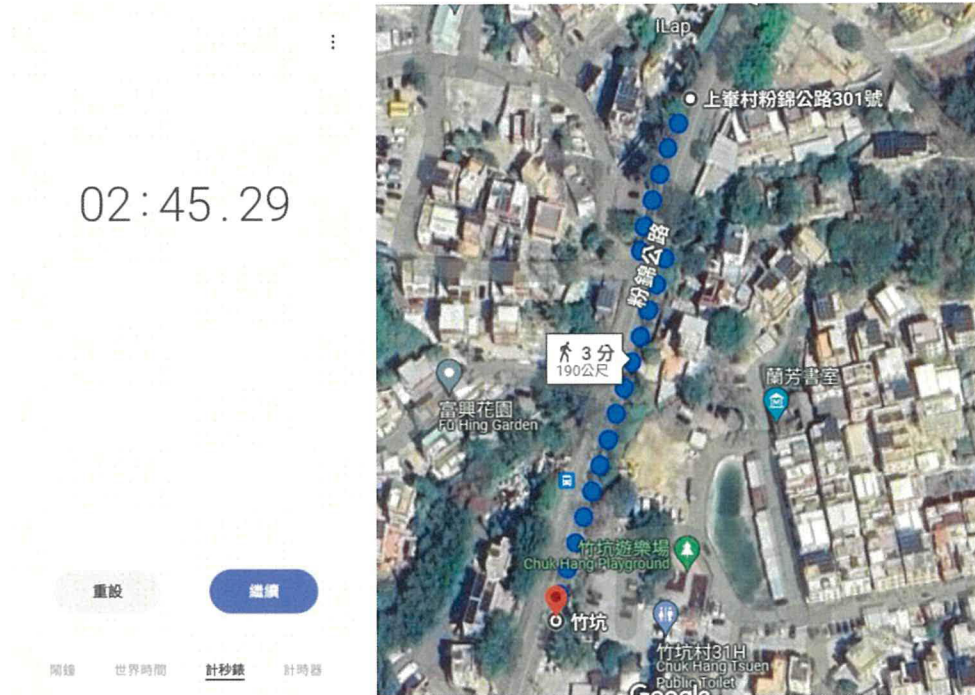 02:45.29
重設
繼續
鬧鐘
世界時間
計秒錶
計時器
ILap
上輋村粉錦公路301號
粉錦公路
3 分
190公尺
蘭芳書室
富興花園
Fu Hing Garden
竹坑遊樂場
Chuk Hang Playground
竹坑
竹坑村31H
Chuk Hang Tsuen
Public Toilet
Google